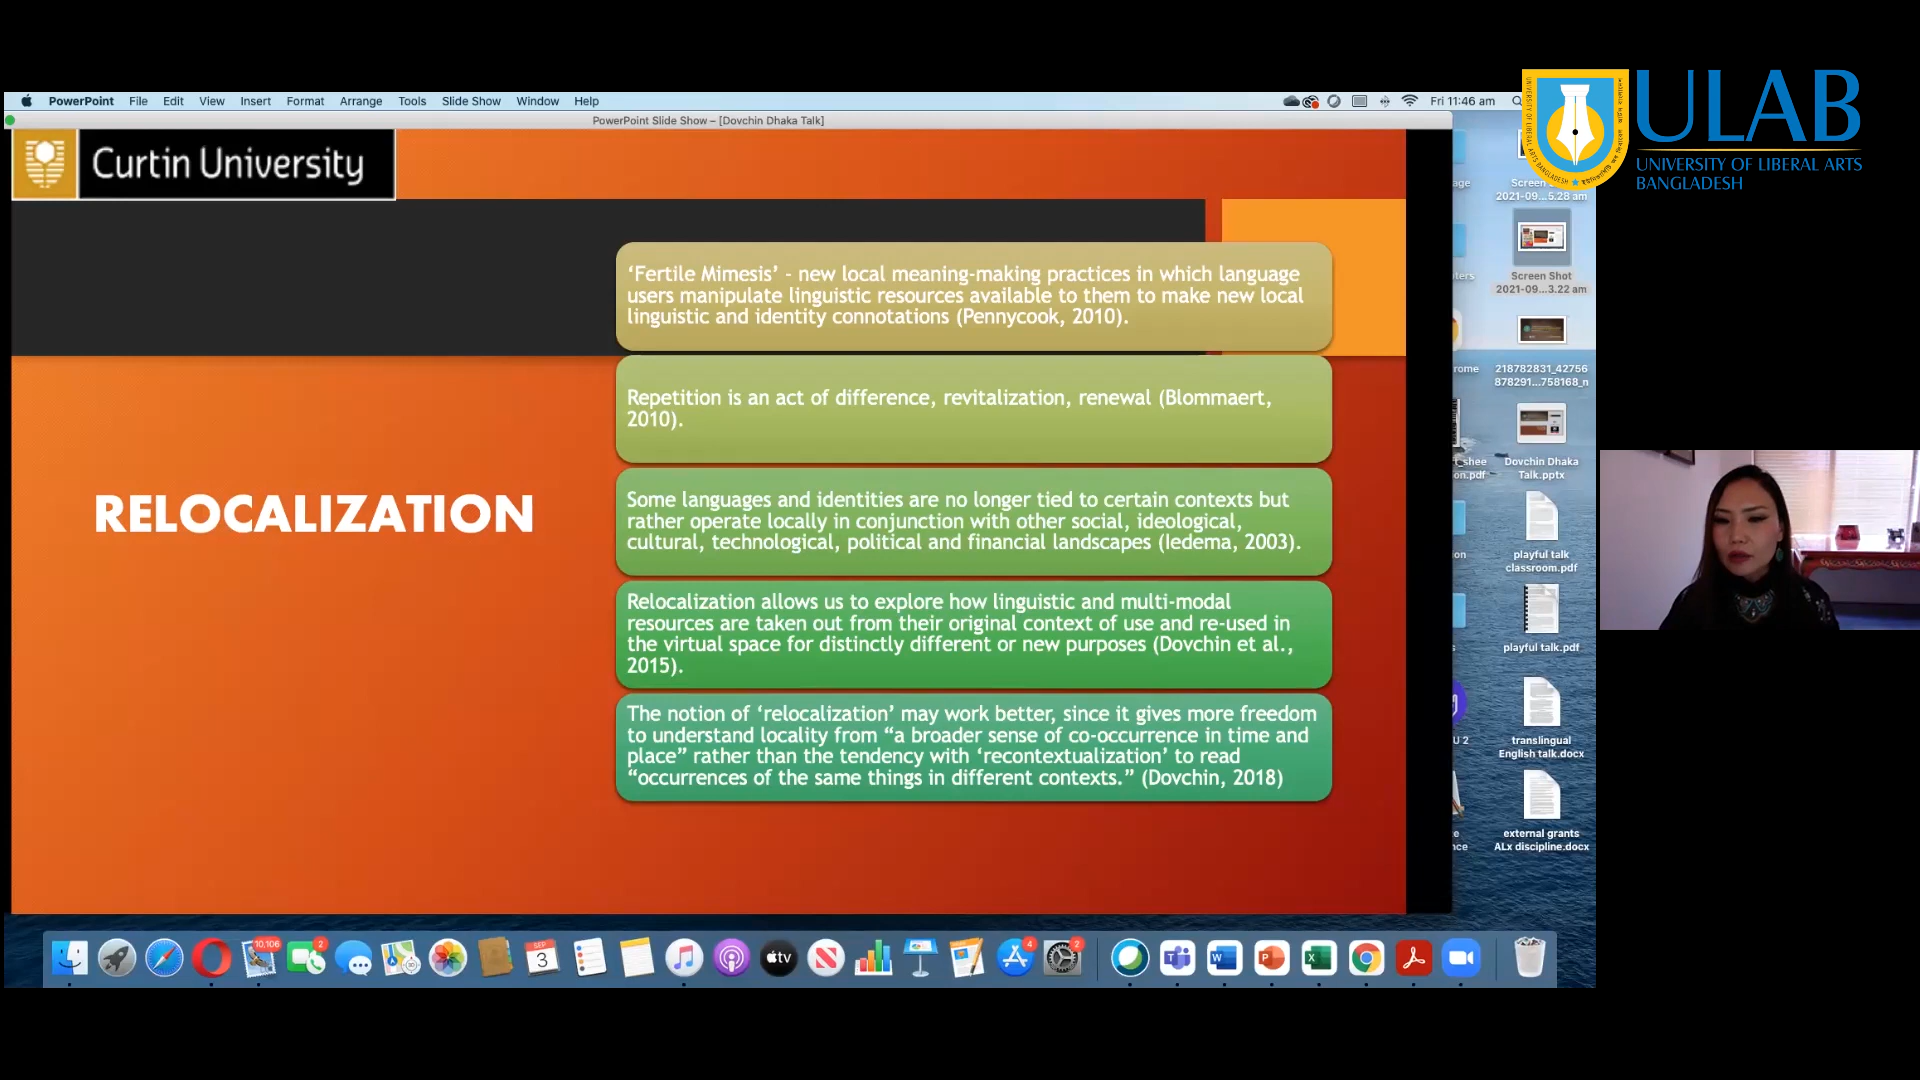 PowerPoint File Edit View Insert Format Arrange Tools Slide Show Window Help
Fri 11:46 am
PowerPoint Slide Show – [Dovchin Dhaka Talk]
Curtin University
ULAB
UNIVERSITY OF LIBERAL ARTS
BANGLADESH
RELOCALIZATION
‘Fertile Mimesis’ - new local meaning-making practices in which language
users manipulate linguistic resources available to them to make new local
linguistic and identity connotations (Pennycook, 2010).
Repetition is an act of difference, revitalization, renewal (Blommaert,
2010).
Some languages and identities are no longer tied to certain contexts but
rather operate locally in conjunction with other social, ideological,
cultural, technological, political and financial landscapes (Iedema, 2003).
Relocalization allows us to explore how linguistic and multi-modal
resources are taken out from their original context of use and re-used in
the virtual space for distinctly different or new purposes (Dovchin et al.,
2015).
The notion of ‘relocalization’ may work better, since it gives more freedom
to understand locality from “a broader sense of co-occurrence in time and
place” rather than the tendency with ‘recontextualization’ to read
“occurrences of the same things in different contexts.” (Dovchin, 2018)
Screen
2021-09...5.28 am
Screen Shot
2021-09...3.22 am
218782831_42756
878291...758168_n
Dovchin Dhaka
Talk.pptx
playful talk
classroom.pdf
playful talk.pdf
translingual
English talk.docx
external grants
ALx discipline.docx
10,106
2
SEP
3
tv
4
2